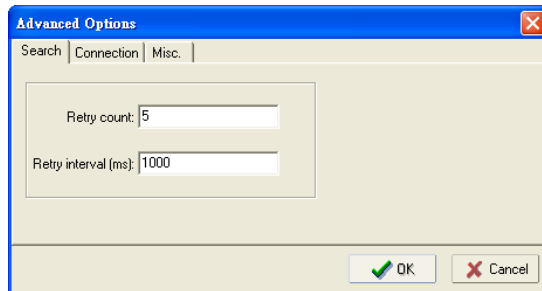 Advanced Options
Search Connection Misc.
Retry count: 5
Retry interval (ms): 1000
OK Cancel